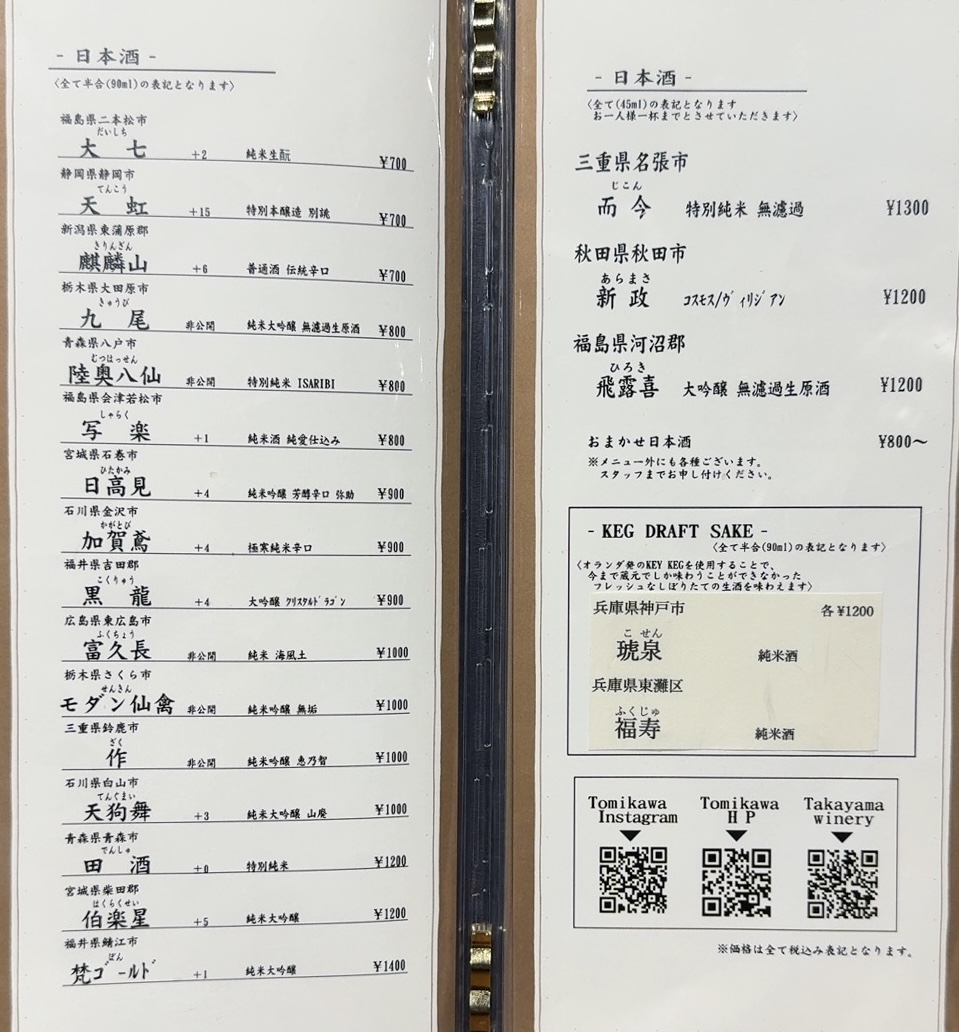 - 日本酒 -
〈全て半合(90ml)の表記となります〉
福島県二本松市
だいしち
大 七 +2 純米生酛 ¥700
静岡県静岡市
てんこう
天 虹 +15 特別本醸造 別誂 ¥700
新潟県東蒲原郡
きりんざん
麒麟山 +6 普通酒 伝統辛口 ¥700
栃木県大田原市
きゅうび
九 尾 非公開 純米大吟醸 無濾過生原酒 ¥800
青森県八戸市
むつはっせん
陸奥八仙 非公開 特別純米 ISARIBI ¥800
福島県会津若松市
しゃらく
写 楽 +1 純米酒 純愛仕込み ¥800
宮城県石巻市
ひたかみ
日高見 +4 純米吟醸 芳醇辛口 弥助 ¥900
石川県金沢市
かがとび
加賀鳶 +4 極寒純米辛口 ¥900
福井県吉田郡
こくりゅう
黒 龍 +4 大吟醸 クリスタルドラゴン ¥900
広島県東広島市
ふくちょう
富久長 非公開 純米 海風土 ¥1000
栃木県さくら市
せんきん
モダン仙禽 非公開 純米吟醸 無垢 ¥1000
三重県鈴鹿市
ざく
作 非公開 純米吟醸 恵乃智 ¥1000
石川県白山市
てんぐまい
天狗舞 +3 純米大吟醸 山廃 ¥1000
青森県青森市
でんしゅ
田 酒 +0 特別純米 ¥1200
宮城県柴田郡
はくらくせい
伯楽星 +5 純米大吟醸 ¥1200
福井県鯖江市
ぼん
梵ゴールド +1 純米大吟醸 ¥1400
- 日本酒 -
〈全て(45ml)の表記となります
お一人様一杯までとさせていただきます〉
三重県名張市
じこん
而 今 特別純米 無濾過 ¥1300
秋田県秋田市
あらまさ
新 政 コスモス/ヴィリジアン ¥1200
福島県河沼郡
ひろき
飛露喜 大吟醸 無濾過生原酒 ¥1200
おまかせ日本酒 ¥800～
※メニュー外にも各種ございます。
スタッフまでお申し付けください。
- KEG DRAFT SAKE -
〈全て半合(90ml)の表記となります〉
〈オランダ発のKEY KEGを使用することで、
今まで蔵元でしか味わうことができなかった
フレッシュなしぼりたての生酒を味わえます〉
兵庫県神戸市 各¥1200
こ せん
琥泉 純米酒
兵庫県東灘区
ふくじゅ
福寿 純米酒
Tomikawa Instagram
Tomikawa HP
Takayama winery
※価格は全て税込み表記となります。